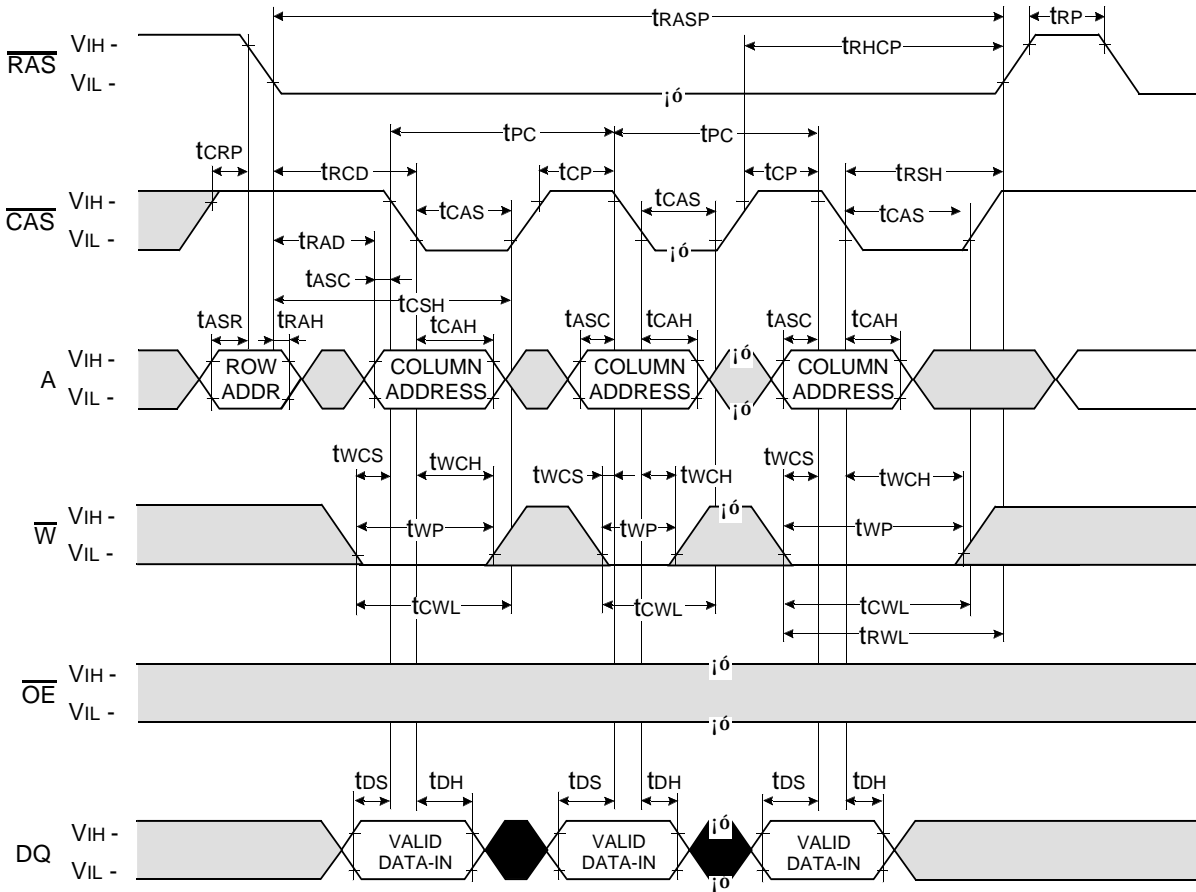 tRASP
tRP
RAS
VIH -
VIL -
tRHCP
¡ó
tPC
tPC
tCRP
tRCD
tCP
tCP
tRSH
CAS
VIH -
VIL -
tCAS
tCAS
tCAS
tRAD
¡ó
tASC
tCSH
tASR
tRAH
tCAH
tASC
tCAH
tASC
tCAH
A
VIH -
VIL -
ROW
ADDR
COLUMN
ADDRESS
COLUMN
ADDRESS
¡ó
¡ó
COLUMN
ADDRESS
tWCS
tWCH
tWCS
tWCH
tWCS
tWCH
W
VIH -
VIL -
tWP
tWP
¡ó
tWP
tCWL
tCWL
tCWL
tRWL
OE
VIH -
VIL -
¡ó
¡ó
tDS
tDH
tDS
tDH
tDS
tDH
DQ
VIH -
VIL -
VALID
DATA-IN
VALID
DATA-IN
¡ó
¡ó
VALID
DATA-IN